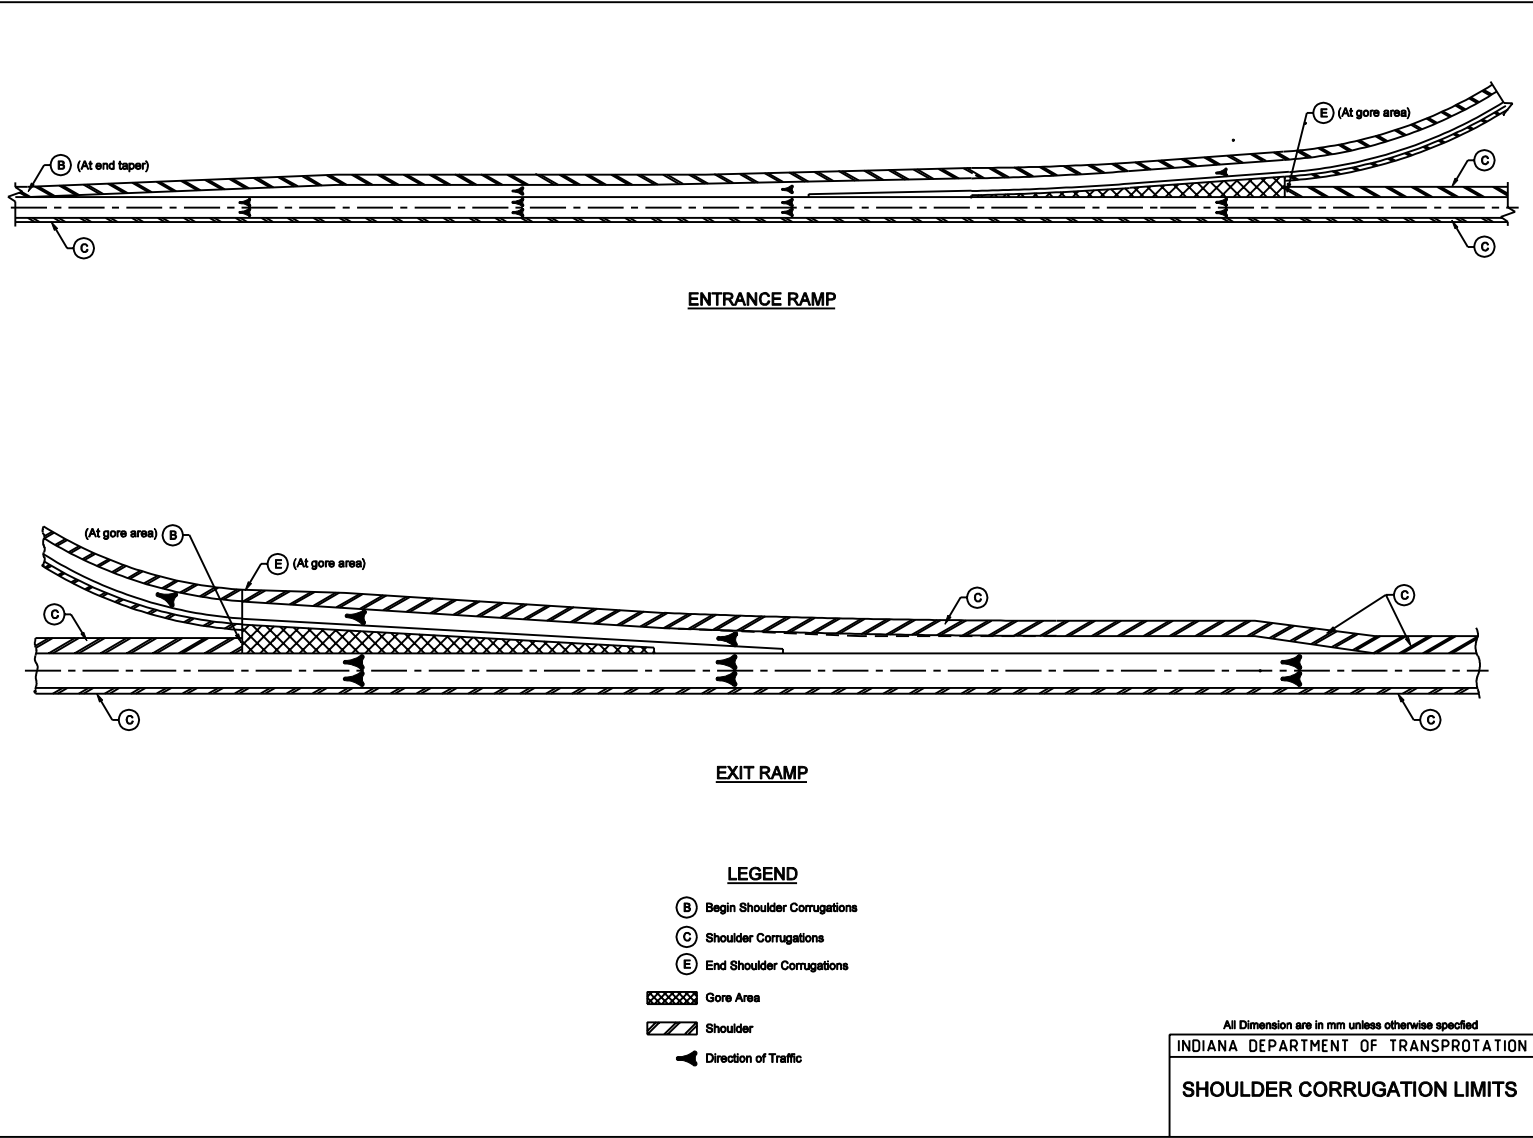 E (At gore area)
B (At end taper)
C
C
C
ENTRANCE RAMP
(At gore area) B
E (At gore area)
C
C
C
C
C
EXIT RAMP
LEGEND
B Begin Shoulder Corrugations
C Shoulder Corrugations
E End Shoulder Corrugations
Gore Area
Shoulder
Direction of Traffic
All Dimension are in mm unless otherwise specfied
INDIANA DEPARTMENT OF TRANSPROTATION
SHOULDER CORRUGATION LIMITS